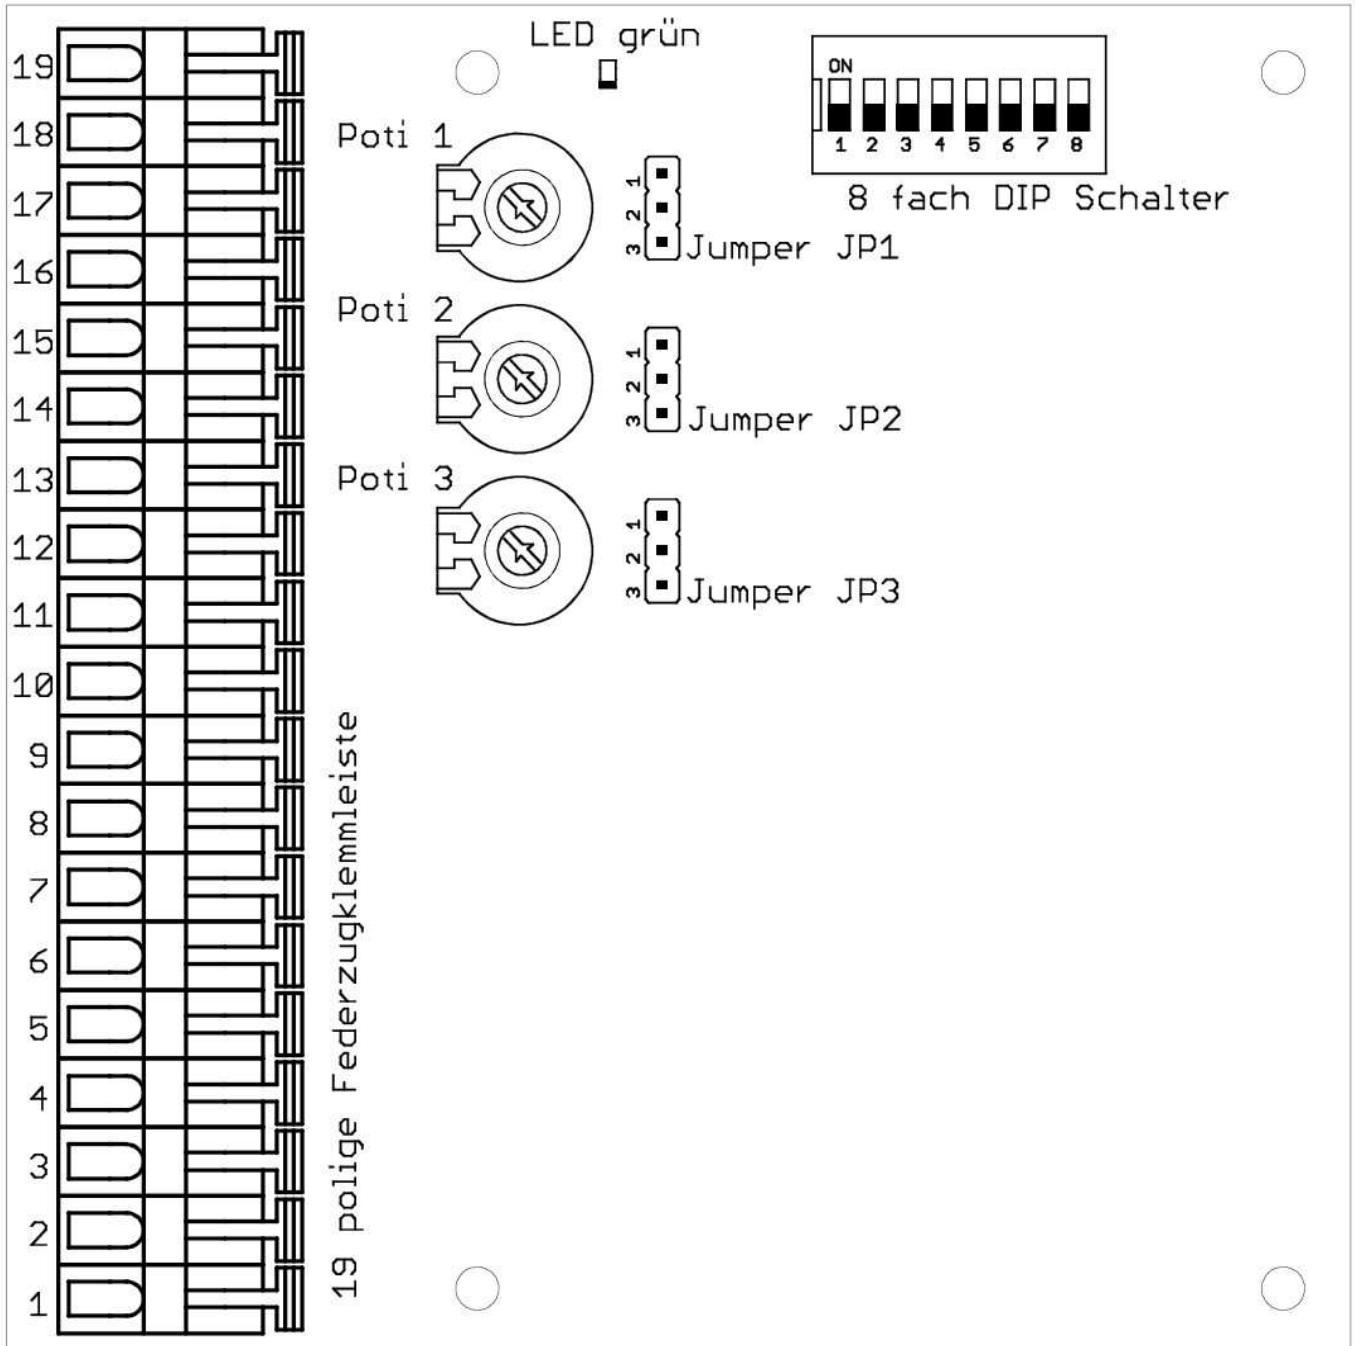 LED grün
ON
1 2 3 4 5 6 7 8
8 fach DIP Schalter
Poti 1
1
2
3
Jumper JP1
Poti 2
1
2
3
Jumper JP2
Poti 3
1
2
3
Jumper JP3
19
18
17
16
15
14
13
12
11
10
9
8
7
6
5
4
3
2
1
19 polige Federzugklemmleiste